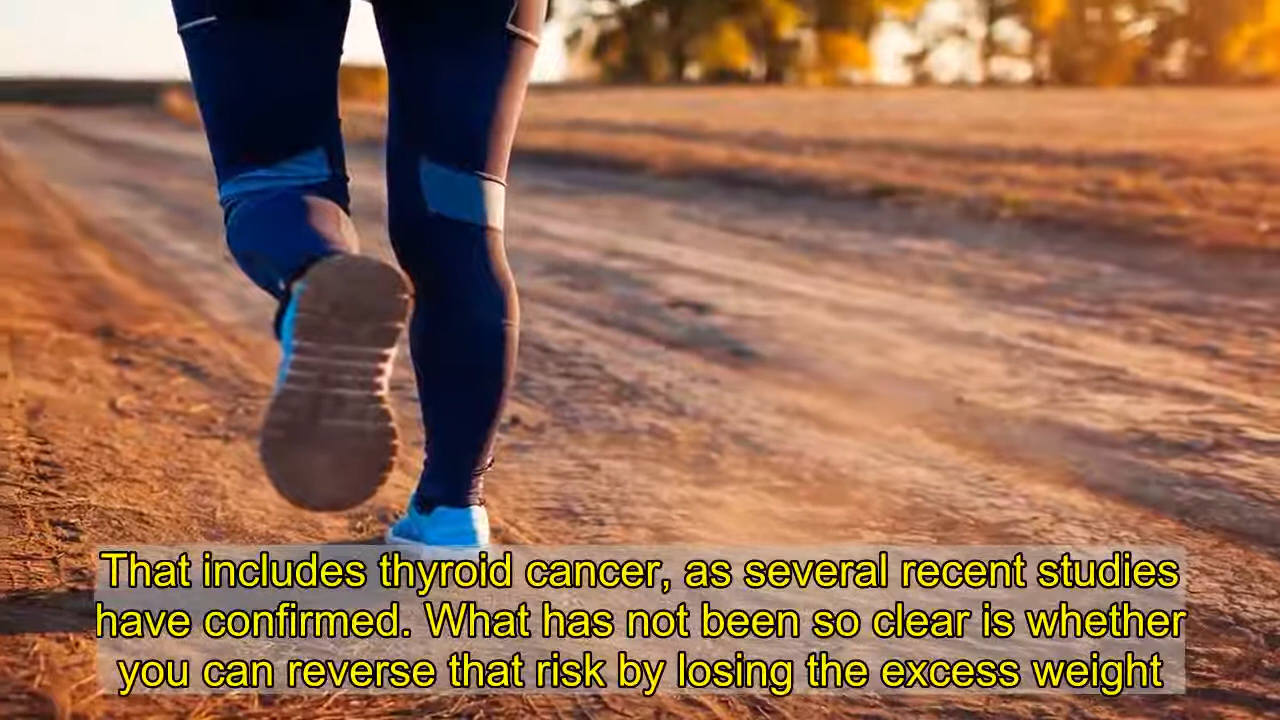 That includes thyroid cancer, as several recent studies
have confirmed. What has not been so clear is whether
you can reverse that risk by losing the excess weight